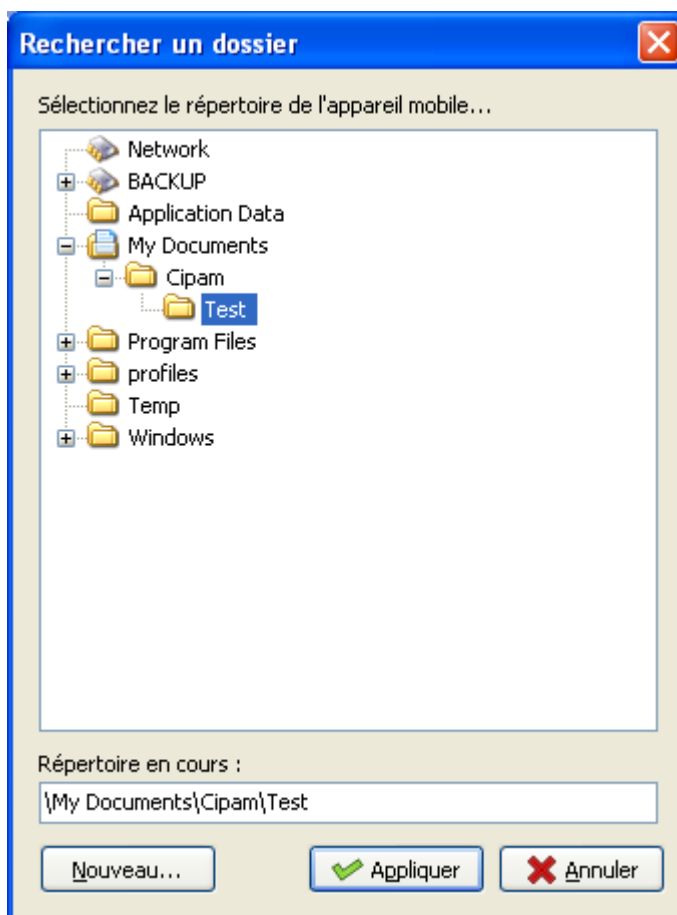 Rechercher un dossier
Sélectionnez le répertoire de l'appareil mobile...
Network
BACKUP
Application Data
My Documents
Cipam
Test
Program Files
profiles
Temp
Windows
Répertoire en cours :
\My Documents\Cipam\Test
Nouveau... Appliquer Annuler